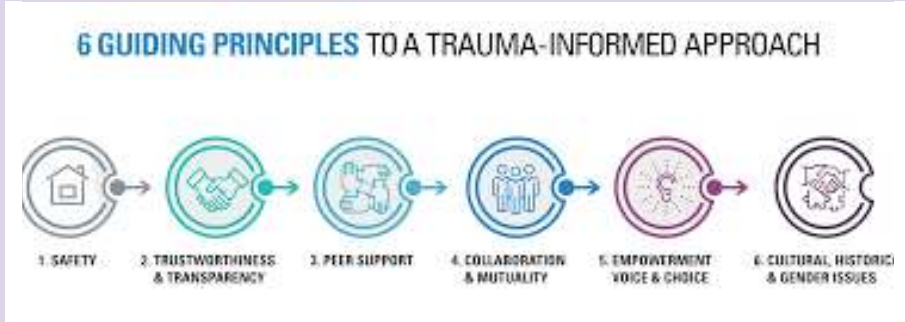 6 GUIDING PRINCIPLES TO A TRAUMA-INFORMED APPROACH
1. SAFETY
2. TRUSTWORTHINESS
& TRANSPARENCY
3. PEER SUPPORT
4. COLLABORATION
& MUTUALITY
5. EMPOWERMENT
VOICE & CHOICE
6. CULTURAL, HISTORIC
& GENDER ISSUES